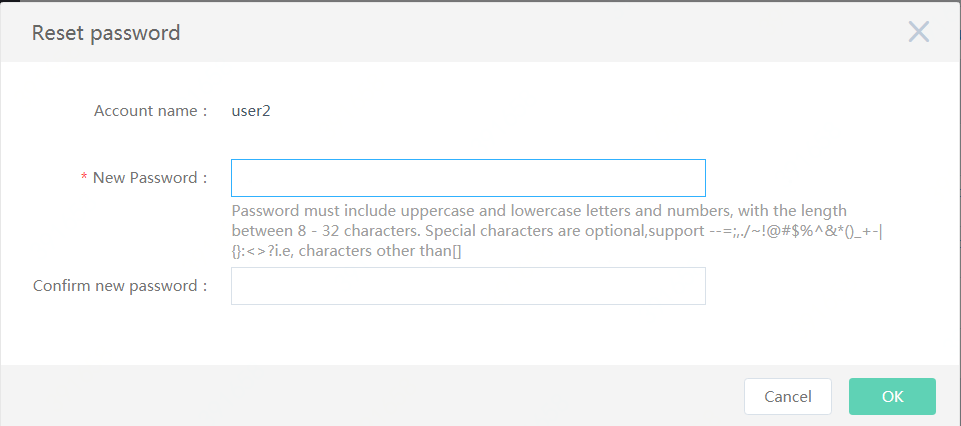 Reset password
Account name :
user2
* New Password :
Password must include uppercase and lowercase letters and numbers, with the length
between 8 - 32 characters. Special characters are optional,support --=;,./~!@#$%^&*()_+-|
{}:<>?i.e, characters other than[]
Confirm new password :
Cancel
OK